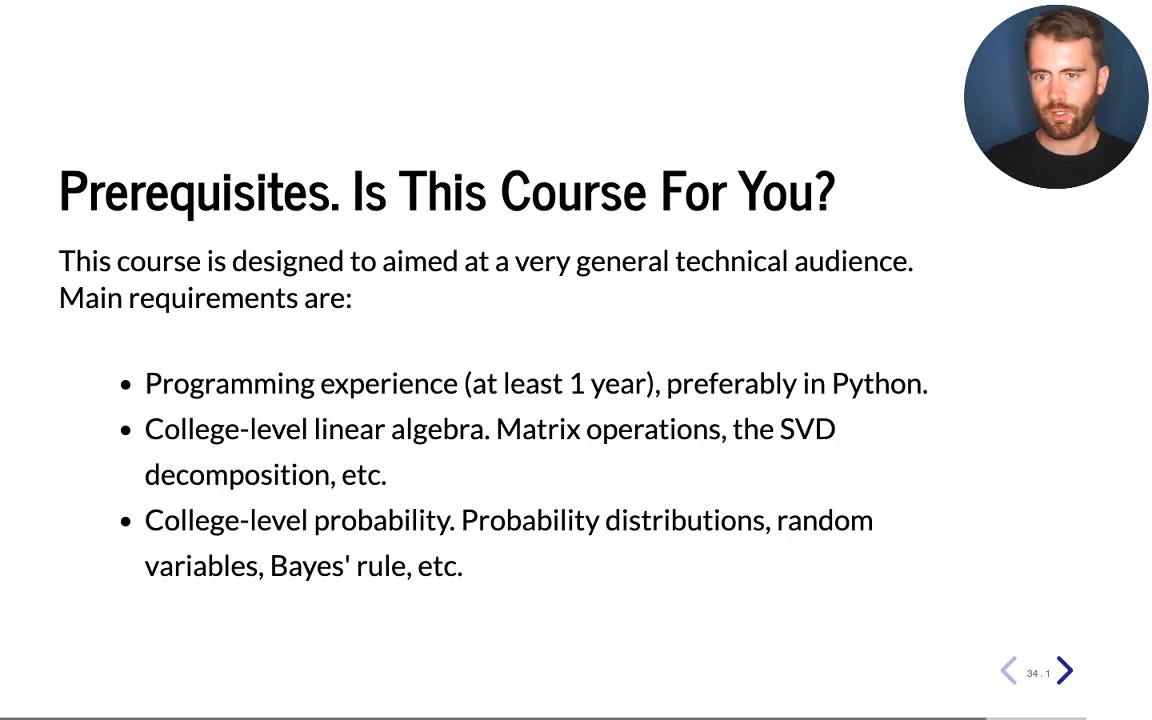 Prerequisites. Is This Course For You?
This course is designed to aimed at a very general technical audience.
Main requirements are:
• Programming experience (at least 1 year), preferably in Python.
• College-level linear algebra. Matrix operations, the SVD
decomposition, etc.
• College-level probability. Probability distributions, random
variables, Bayes' rule, etc.
34 . 1